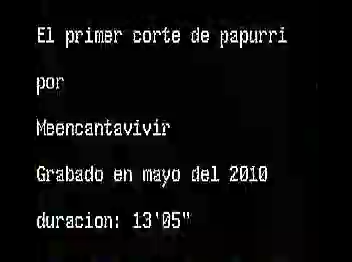 El primer corte de papurri
por
Meencantavivir
Grabado en mayo del 2010
duracion: 13'05"